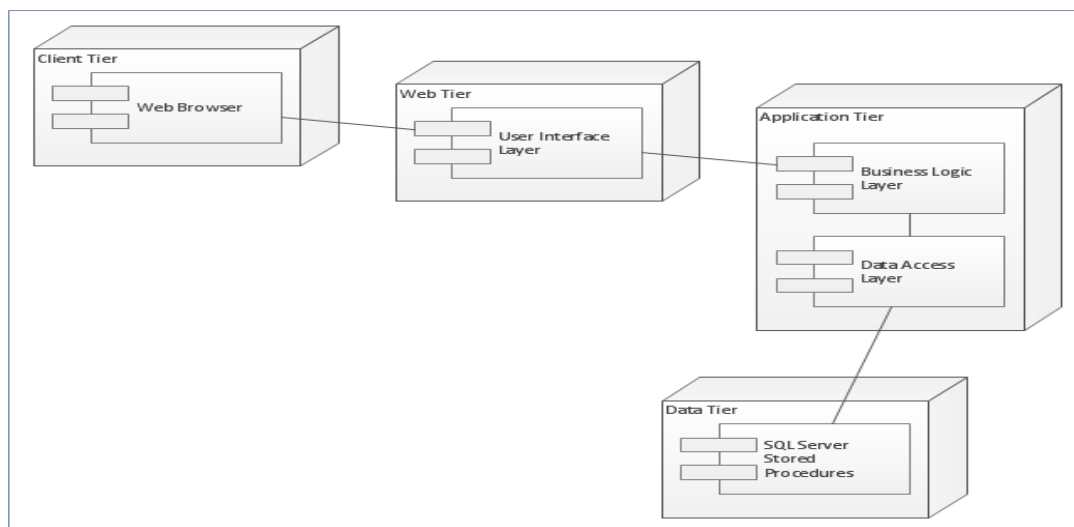 Client Tier
Web Browser
Web Tier
User Interface
Layer
Application Tier
Business Logic
Layer
Data Access
Layer
Data Tier
SQL Server
Stored
Procedures